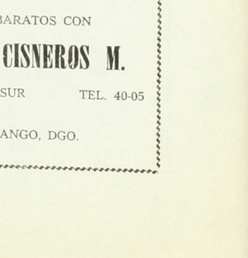 BARATOS CON
CISNEROS M.
SUR TEL. 40-05
ANGO, DGO.